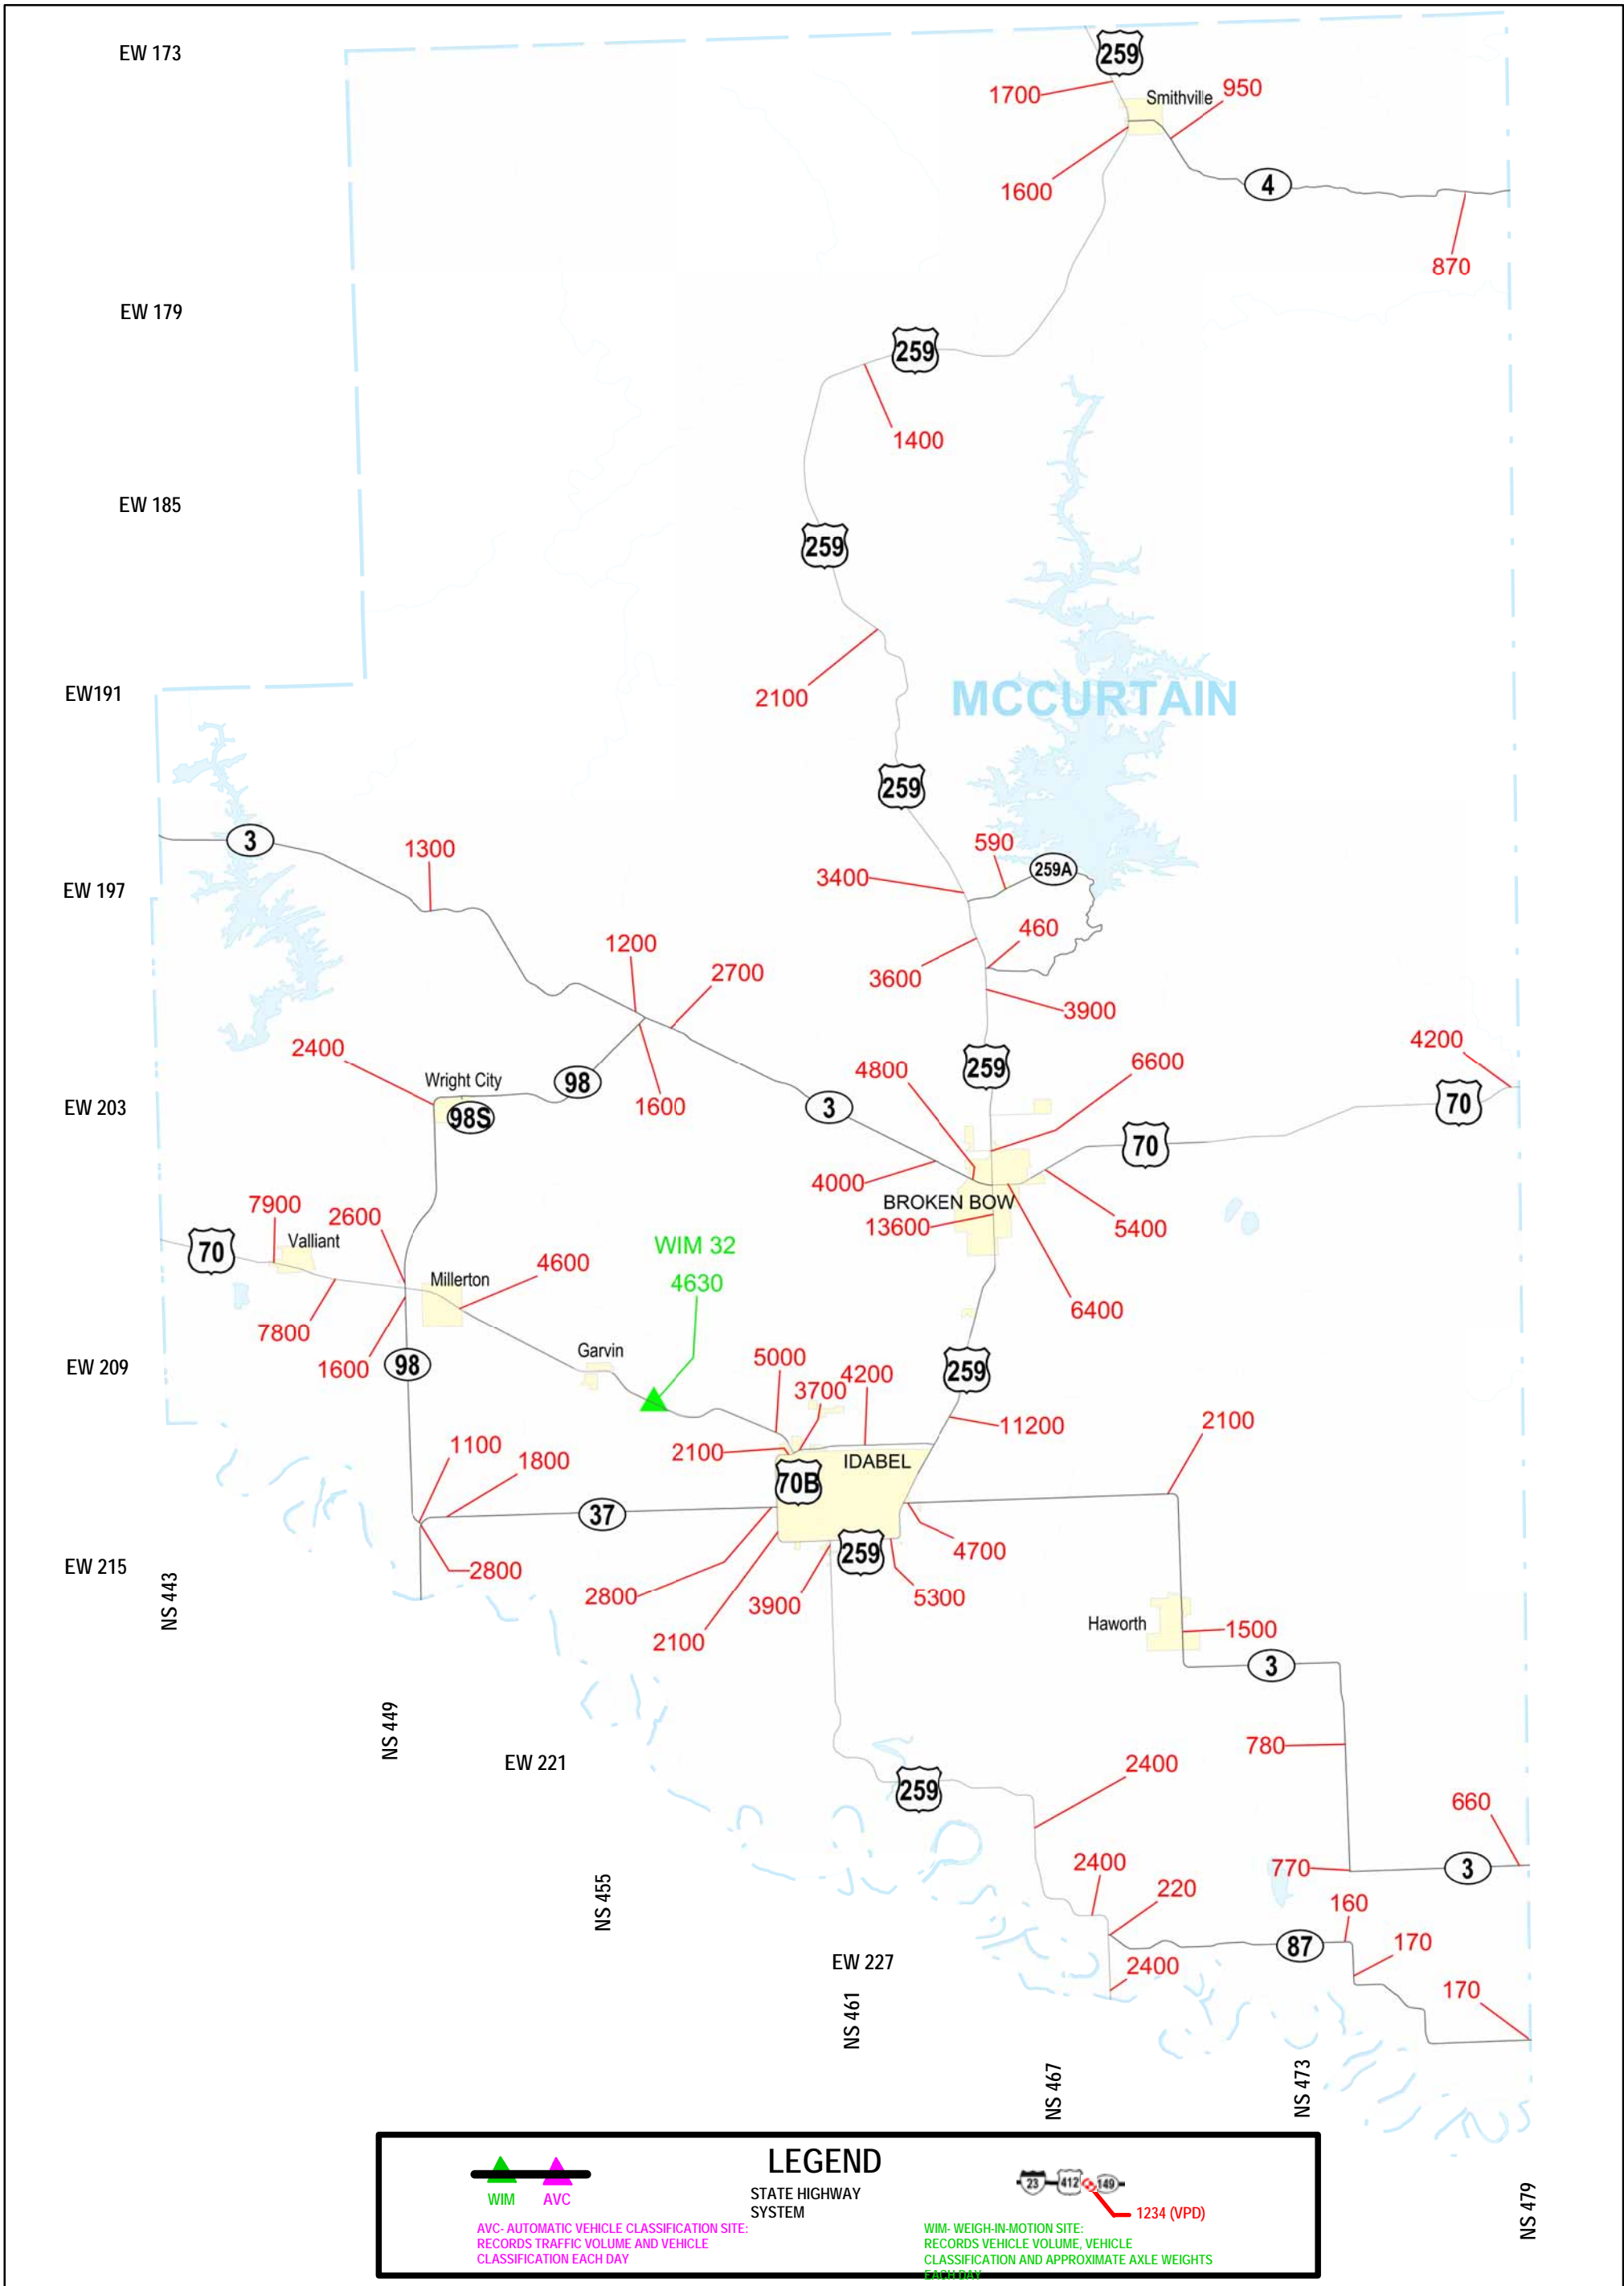 EW 173
259
1700
Smithville
950
1600
4
870
EW 179
259
1400
EW 185
259
2100
EW191
MCCURTAIN
259
3
1300
590
259A
3400
EW 197
460
1200
2700
3600
3900
2400
4800
259
6600
4200
Wright City
98
98S
1600
EW 203
3
70
70
4000
BROKEN BOW
13600
5400
7900
2600
Valliant
70
WIM 32
4630
Millerton
4600
6400
7800
1600
98
Garvin
EW 209
5000
3700
4200
259
11200
2100
1100
1800
2100
IDABEL
70B
37
4700
259
EW 215
2800
2800
3900
5300
NS 443
2100
Haworth
1500
3
NS 449
EW 221
780
2400
259
660
2400
770
3
NS 455
220
160
87
170
EW 227
2400
170
NS 461
NS 467
NS 473
NS 479
LEGEND
WIM
AVC
STATE HIGHWAY
SYSTEM
23
412
149
1234 (VPD)
AVC- AUTOMATIC VEHICLE CLASSIFICATION SITE:
RECORDS TRAFFIC VOLUME AND VEHICLE
CLASSIFICATION EACH DAY
WIM- WEIGH-IN-MOTION SITE:
RECORDS VEHICLE VOLUME, VEHICLE
CLASSIFICATION AND APPROXIMATE AXLE WEIGHTS
EACH DAY